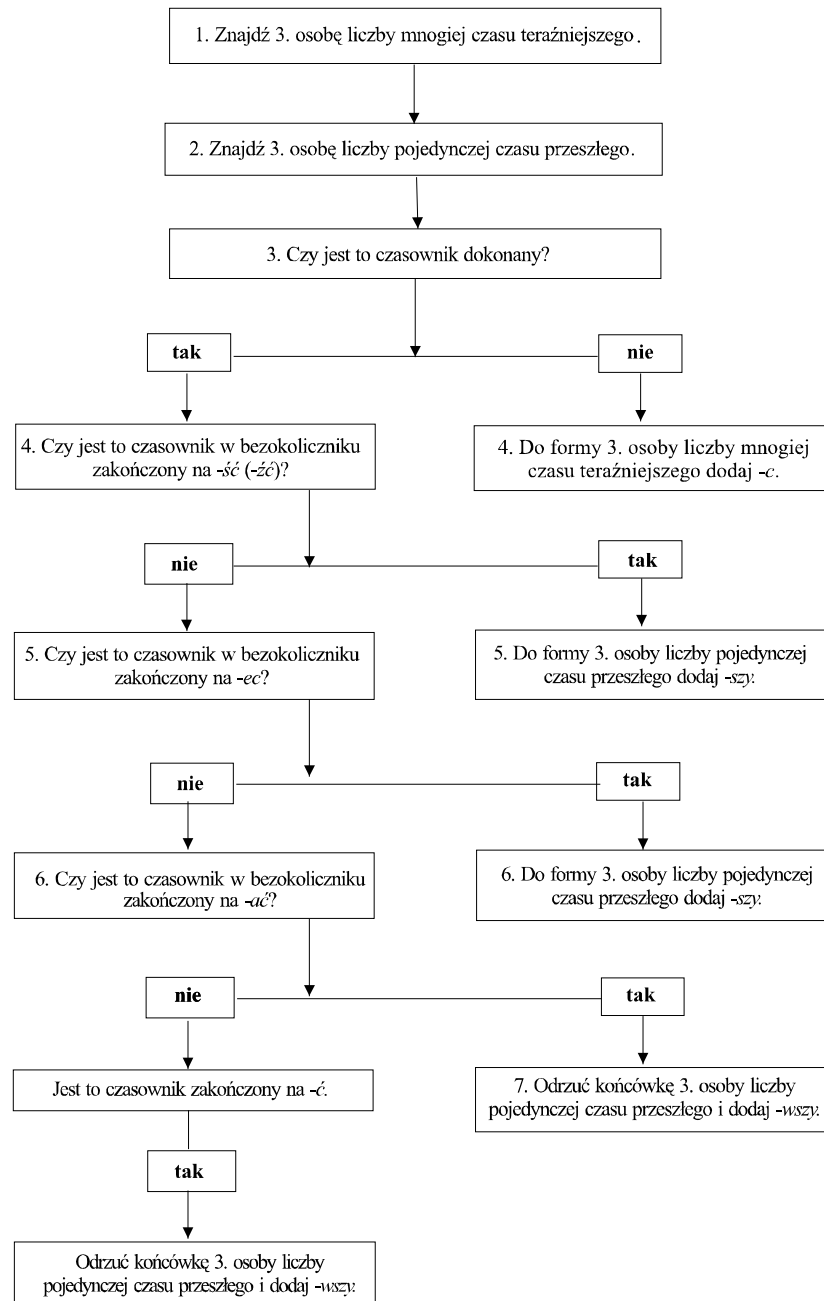 1. Znajdź 3. osobę liczby mnogiej czasu teraźniejszego.
2. Znajdź 3. osobę liczby pojedynczej czasu przeszłego.
3. Czy jest to czasownik dokonany?
tak
nie
4. Czy jest to czasownik w bezokoliczniku
zakończony na -ść (-źć)?
4. Do formy 3. osoby liczby mnogiej
czasu teraźniejszego dodaj -c.
nie
tak
5. Czy jest to czasownik w bezokoliczniku
zakończony na -ec?
5. Do formy 3. osoby liczby pojedynczej
czasu przeszłego dodaj -szy.
nie
tak
6. Czy jest to czasownik w bezokoliczniku
zakończony na -ać?
6. Do formy 3. osoby liczby pojedynczej
czasu przeszłego dodaj -szy.
nie
tak
Jest to czasownik zakończony na -ć.
7. Odrzuć końcówkę 3. osoby liczby
pojedynczej czasu przeszłego i dodaj -wszy.
tak
Odrzuć końcówkę 3. osoby liczby
pojedynczej czasu przeszłego i dodaj -wszy.